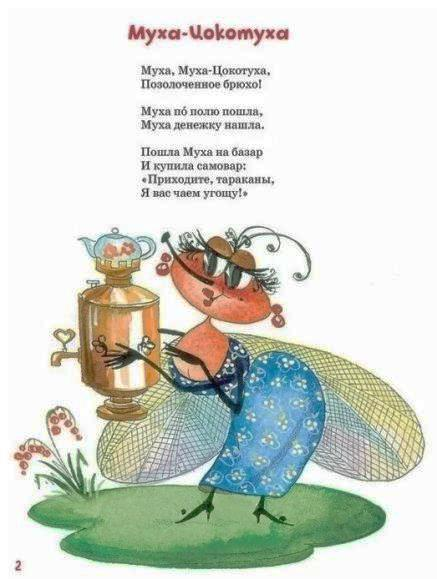 Муха-Цокотуха
Муха, Муха-Цокотуха,
Позолоченное брюхо!
Муха по́ полю пошла,
Муха денежку нашла.
Пошла Муха на базар
И купила самовар:
«Приходите, тараканы,
Я вас чаем угощу!»
2